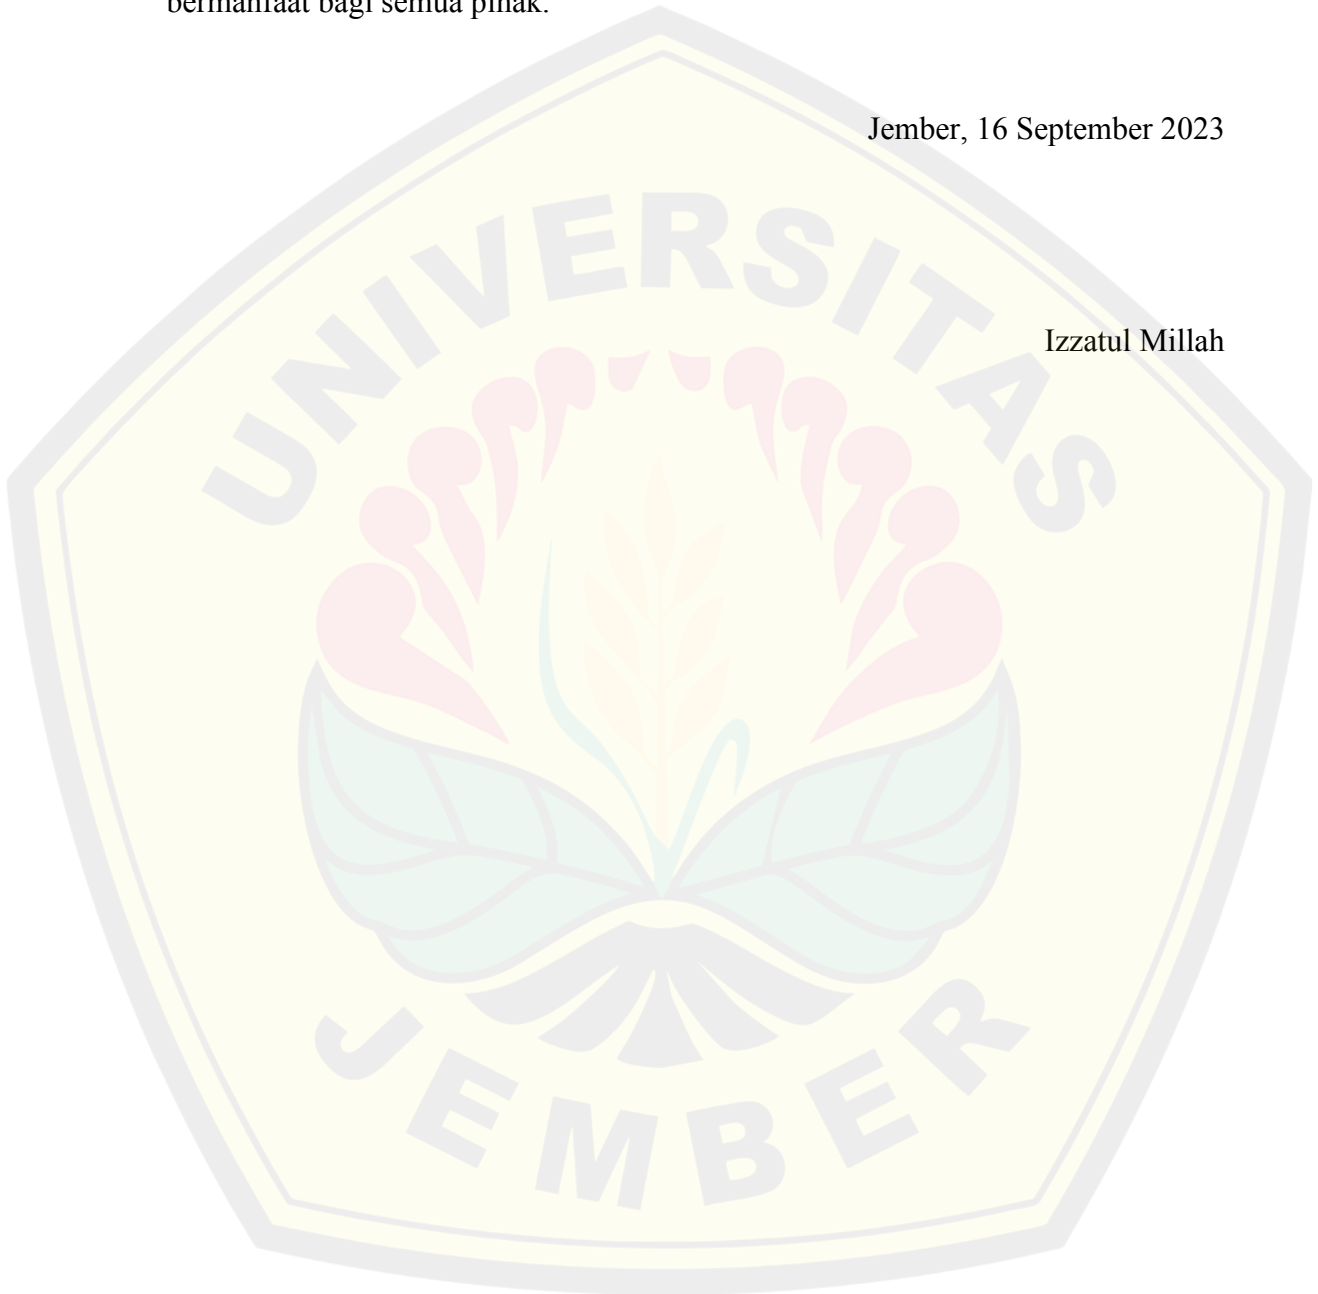 bermanfaat bagi semua pihak.
Jember, 16 September 2023
UNIVERSITAS
Izzatul Millah
JEMBER